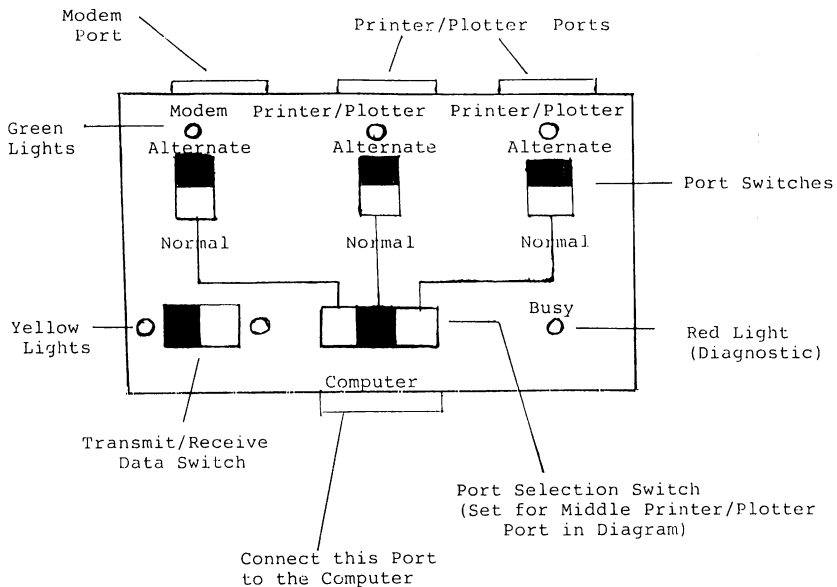 Modem
Port
Printer/Plotter Ports
Modem
Printer/Plotter
Printer/Plotter
Green
Lights
Alternate
Alternate
Alternate
Port Switches
Normal
Normal
Normal
Yellow
Lights
Busy
Red Light
(Diagnostic)
Computer
Transmit/Receive
Data Switch
Port Selection Switch
(Set for Middle Printer/Plotter
Port in Diagram)
Connect this Port
to the Computer